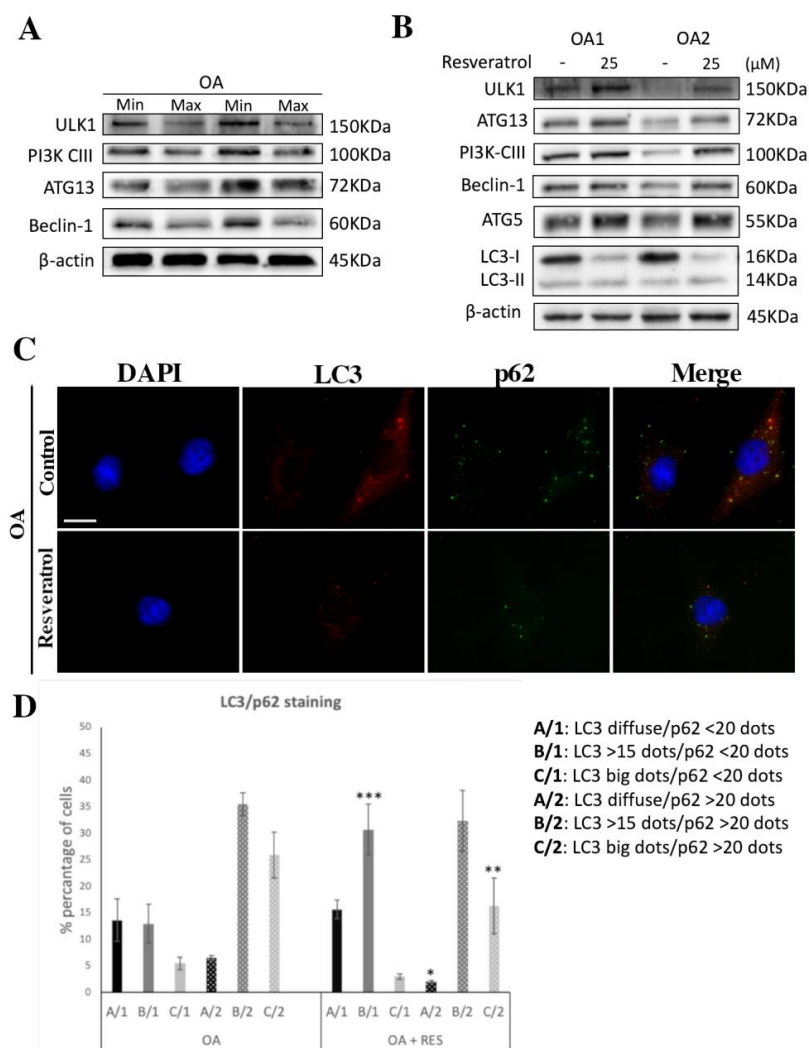 A
OA
Min Max Min Max
ULK1 150KDa
PI3K CIII 100KDa
ATG13 72KDa
Beclin-1 60KDa
β-actin 45KDa
B
OA1 OA2
Resveratrol - 25 - 25 (μM)
ULK1 150KDa
ATG13 72KDa
PI3K-CIII 100KDa
Beclin-1 60KDa
ATG5 55KDa
LC3-I 16KDa
LC3-II 14KDa
β-actin 45KDa
C
DAPI LC3 p62 Merge
OA
Control
Resveratrol
D
LC3/p62 staining
% percantage of cells
50
45
40
35
30
25
20
15
10
5
0
***
*
**
A/1 B/1 C/1 A/2 B/2 C/2 A/1 B/1 C/1 A/2 B/2 C/2
OA OA + RES
A/1: LC3 diffuse/p62 <20 dots
B/1: LC3 >15 dots/p62 <20 dots
C/1: LC3 big dots/p62 <20 dots
A/2: LC3 diffuse/p62 >20 dots
B/2: LC3 >15 dots/p62 >20 dots
C/2: LC3 big dots/p62 >20 dots